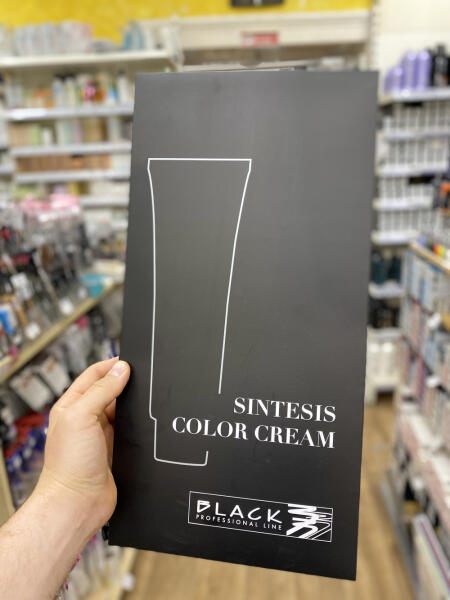 SINTESIS
COLOR CREAM
BLACK
PROFESSIONAL LINE